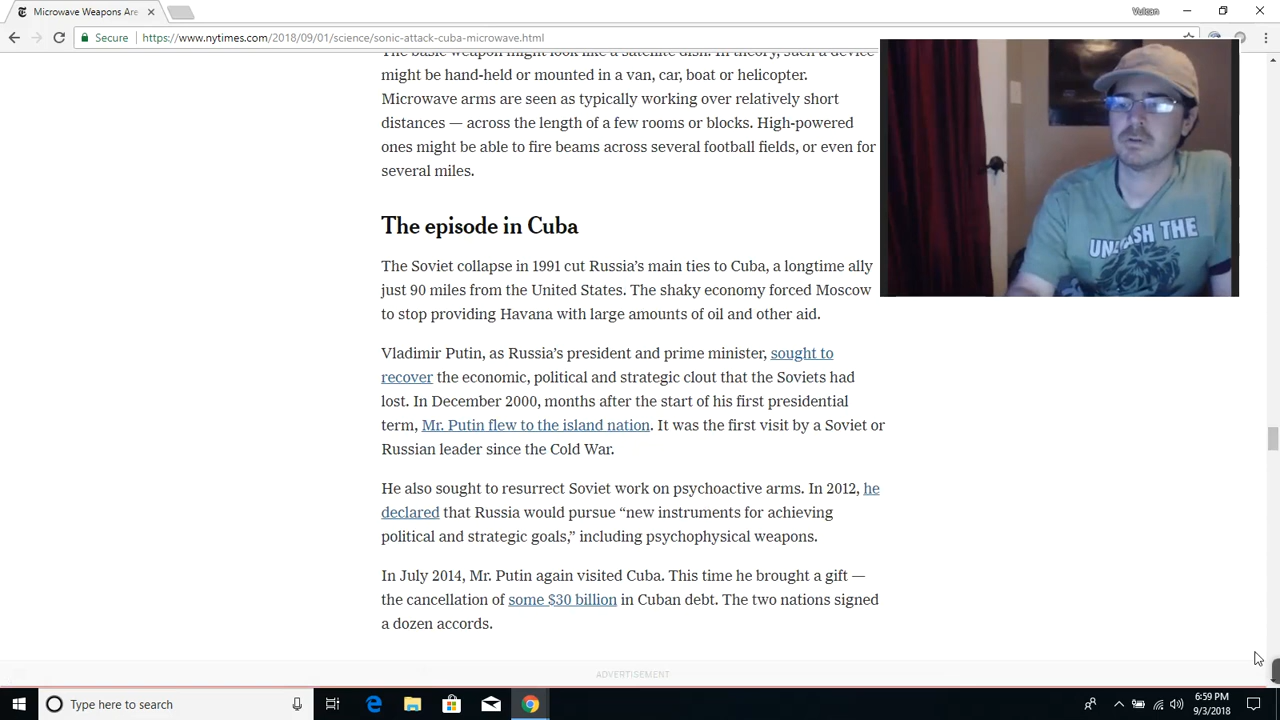 Microwave Weapons Are
Vulcan
Secure
https://www.nytimes.com/2018/09/01/science/sonic-attack-cuba-microwave.html
The basic weapon might look like a satellite dish. In theory, such a device
might be hand-held or mounted in a van, car, boat or helicopter.
Microwave arms are seen as typically working over relatively short
distances — across the length of a few rooms or blocks. High-powered
ones might be able to fire beams across several football fields, or even for
several miles.
The episode in Cuba
The Soviet collapse in 1991 cut Russia’s main ties to Cuba, a longtime ally
just 90 miles from the United States. The shaky economy forced Moscow
to stop providing Havana with large amounts of oil and other aid.
Vladimir Putin, as Russia’s president and prime minister, sought to
recover the economic, political and strategic clout that the Soviets had
lost. In December 2000, months after the start of his first presidential
term, Mr. Putin flew to the island nation. It was the first visit by a Soviet or
Russian leader since the Cold War.
He also sought to resurrect Soviet work on psychoactive arms. In 2012, he
declared that Russia would pursue “new instruments for achieving
political and strategic goals,” including psychophysical weapons.
In July 2014, Mr. Putin again visited Cuba. This time he brought a gift —
the cancellation of some $30 billion in Cuban debt. The two nations signed
a dozen accords.
ADVERTISEMENT
UNLEASH THE
Type here to search
6:59 PM
9/3/2018